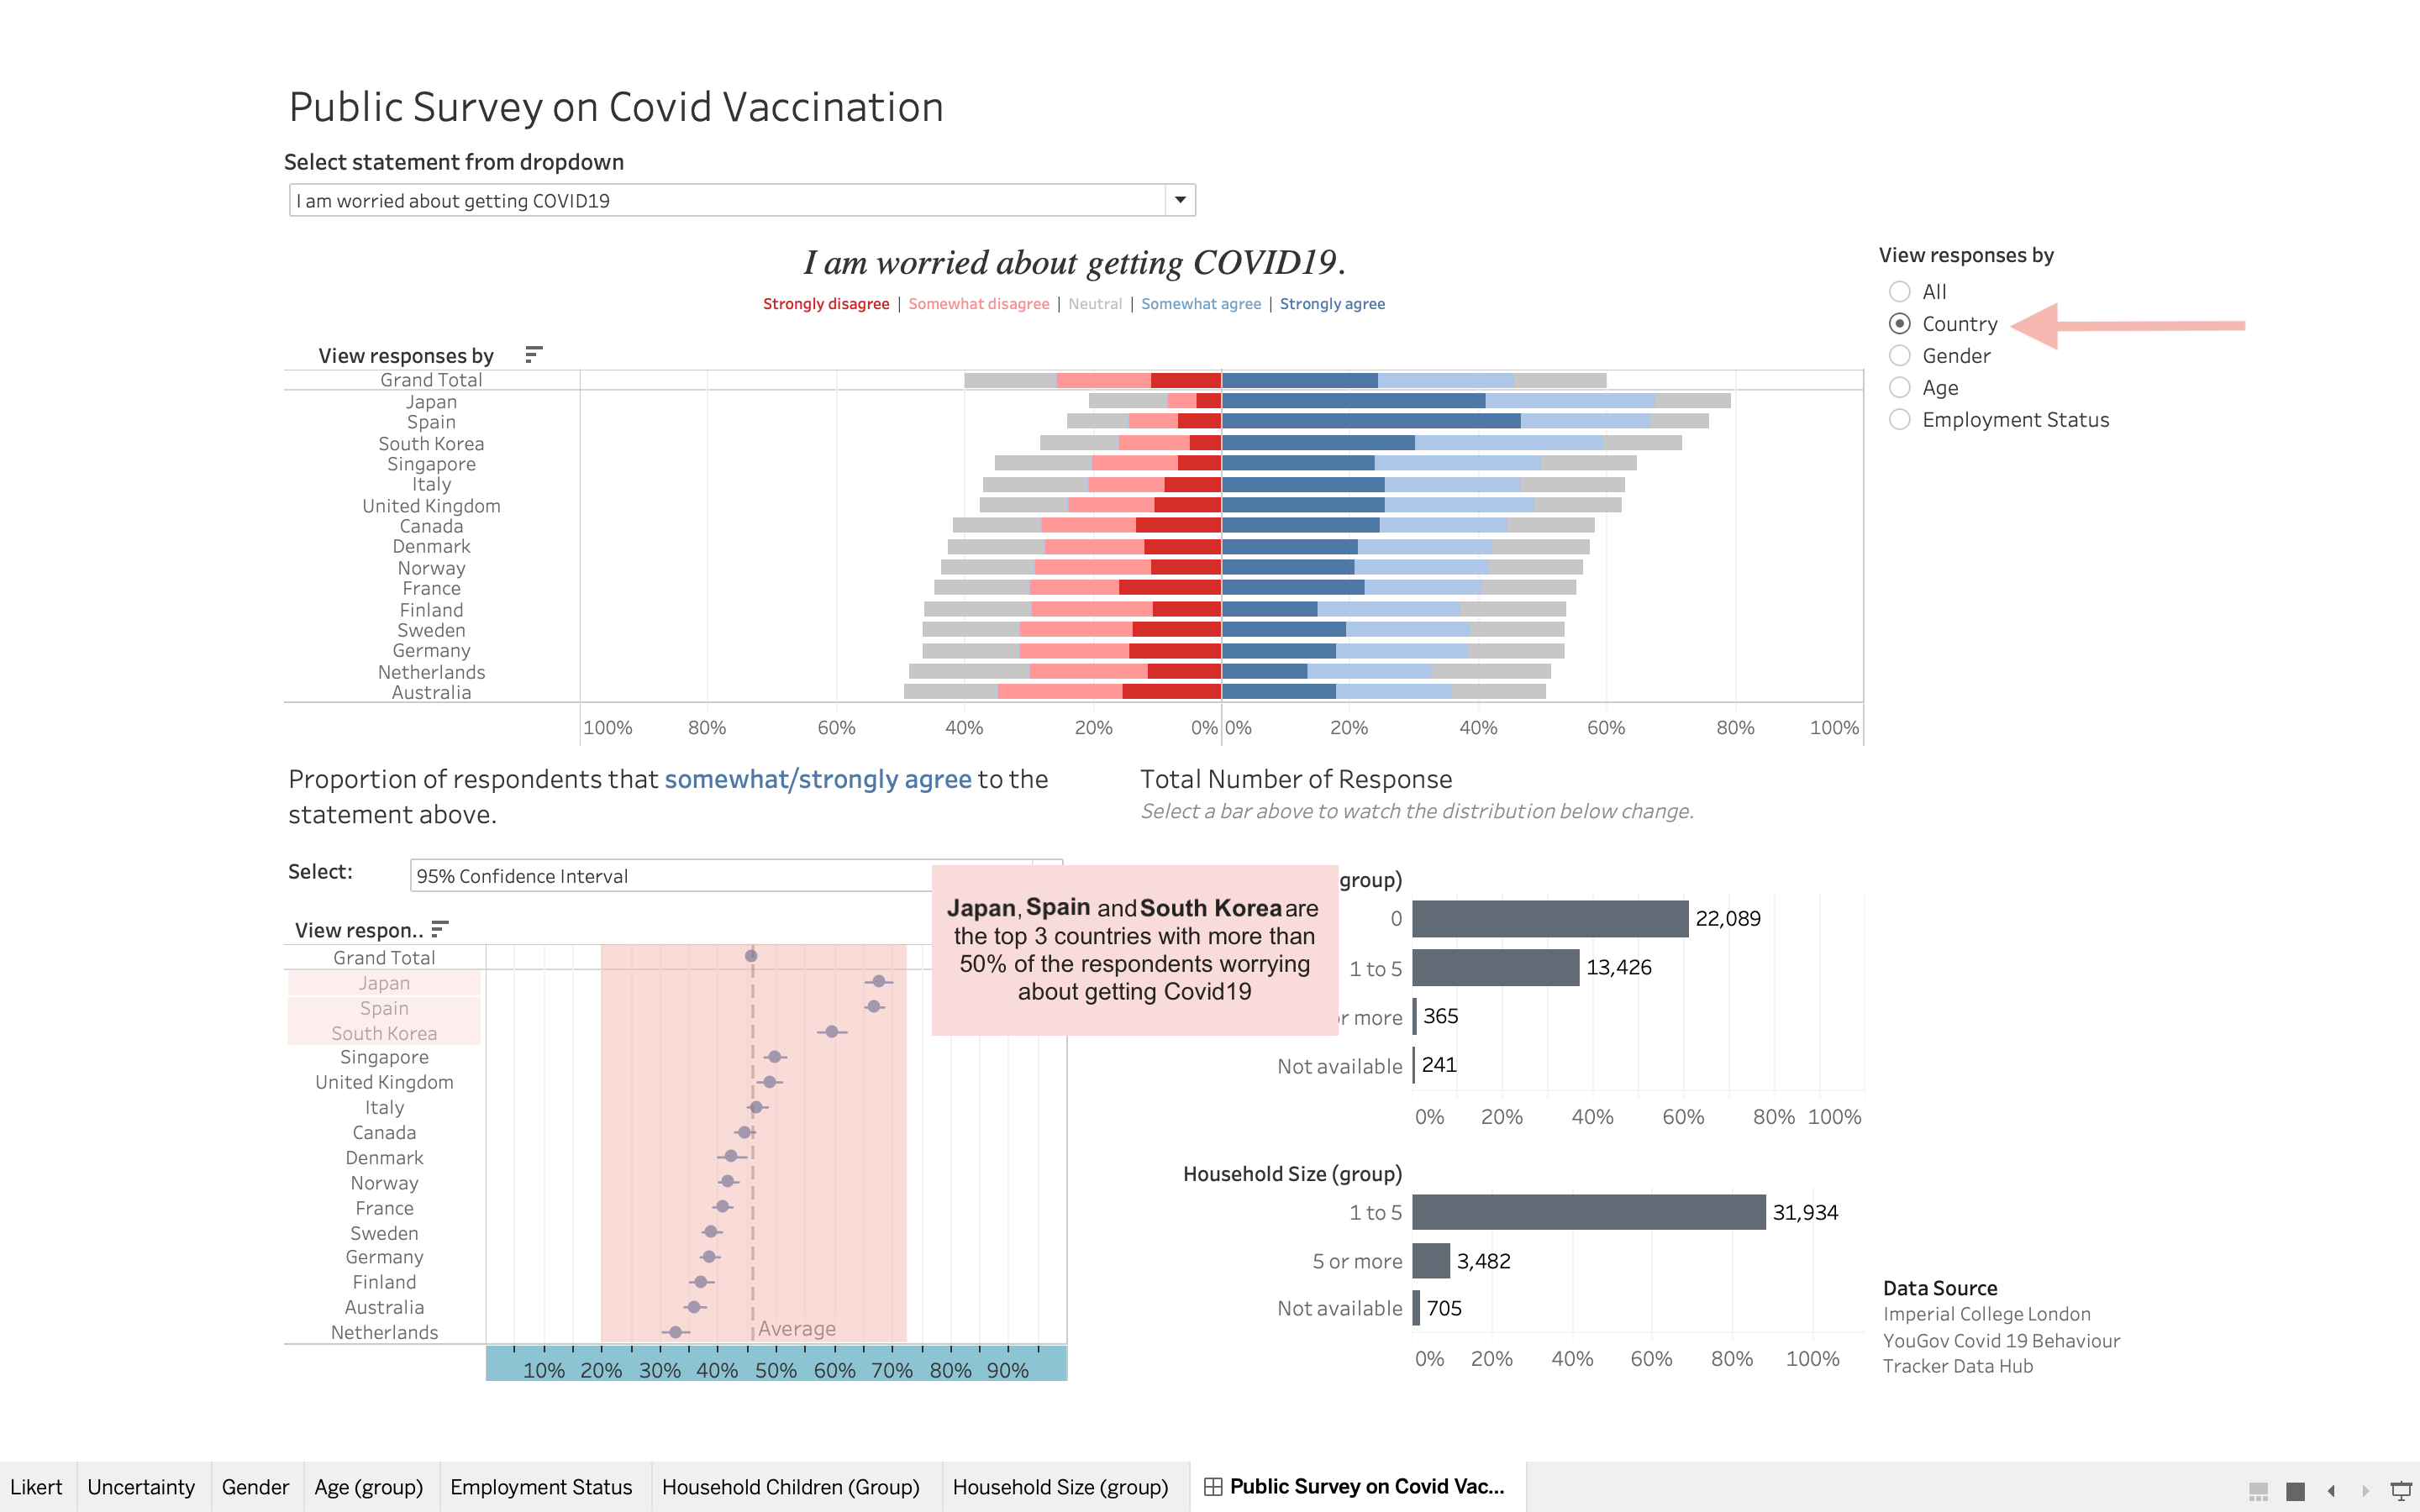 Public Survey on Covid Vaccination
Select statement from dropdown
I am worried about getting COVID19
I am worried about getting COVID19.
Strongly disagree | Somewhat disagree | Neutral | Somewhat agree | Strongly agree
View responses by
All
Country
Gender
Age
Employment Status
View responses by
Grand Total
Japan
Spain
South Korea
Singapore
Italy
United Kingdom
Canada
Denmark
Norway
France
Finland
Sweden
Germany
Netherlands
Australia
100% 80% 60% 40% 20% 0% 0% 20% 40% 60% 80% 100%
Proportion of respondents that somewhat/strongly agree to the
statement above.
Select:
95% Confidence Interval
View respon..
Grand Total
Japan
Spain
South Korea
Singapore
United Kingdom
Italy
Canada
Denmark
Norway
France
Sweden
Germany
Finland
Australia
Netherlands
Average
10% 20% 30% 40% 50% 60% 70% 80% 90%
Japan, Spain and South Korea are
the top 3 countries with more than
50% of the respondents worrying
about getting Covid19
Total Number of Response
Select a bar above to watch the distribution below change.
group)
0 22,089
1 to 5 13,426
or more 365
Not available 241
0% 20% 40% 60% 80% 100%
Household Size (group)
1 to 5 31,934
5 or more 3,482
Not available 705
0% 20% 40% 60% 80% 100%
Data Source
Imperial College London
YouGov Covid 19 Behaviour
Tracker Data Hub
Likert Uncertainty Gender Age (group) Employment Status Household Children (Group) Household Size (group) Public Survey on Covid Vac...